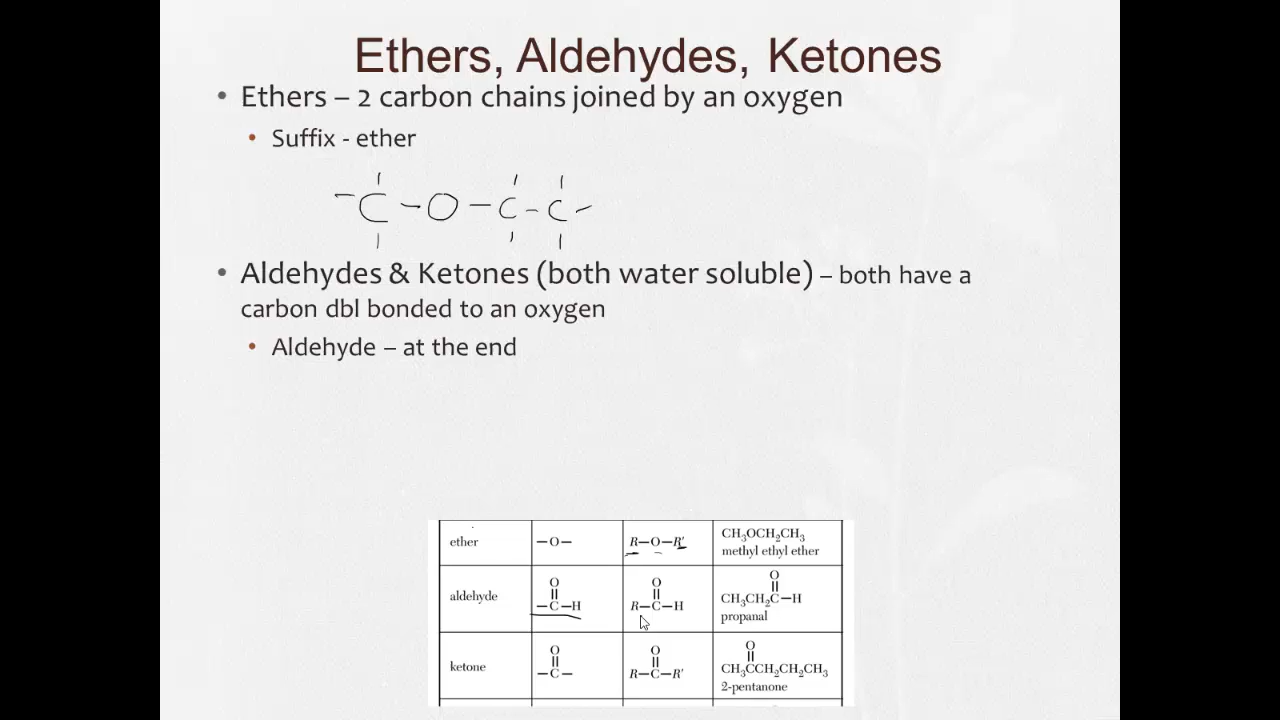 Ethers, Aldehydes, Ketones
• Ethers – 2 carbon chains joined by an oxygen
• Suffix - ether
– C – O – C – C –
• Aldehydes & Ketones (both water soluble) – both have a
carbon dbl bonded to an oxygen
• Aldehyde – at the end
ether —O— R—O—R′ CH₃OCH₂CH₃
methyl ethyl ether
O O O
aldehyde —C—H R—C—H CH₃CH₂C—H
propanal
O O O
ketone —C— R—C—R′ CH₃CCH₂CH₂CH₃
2-pentanone